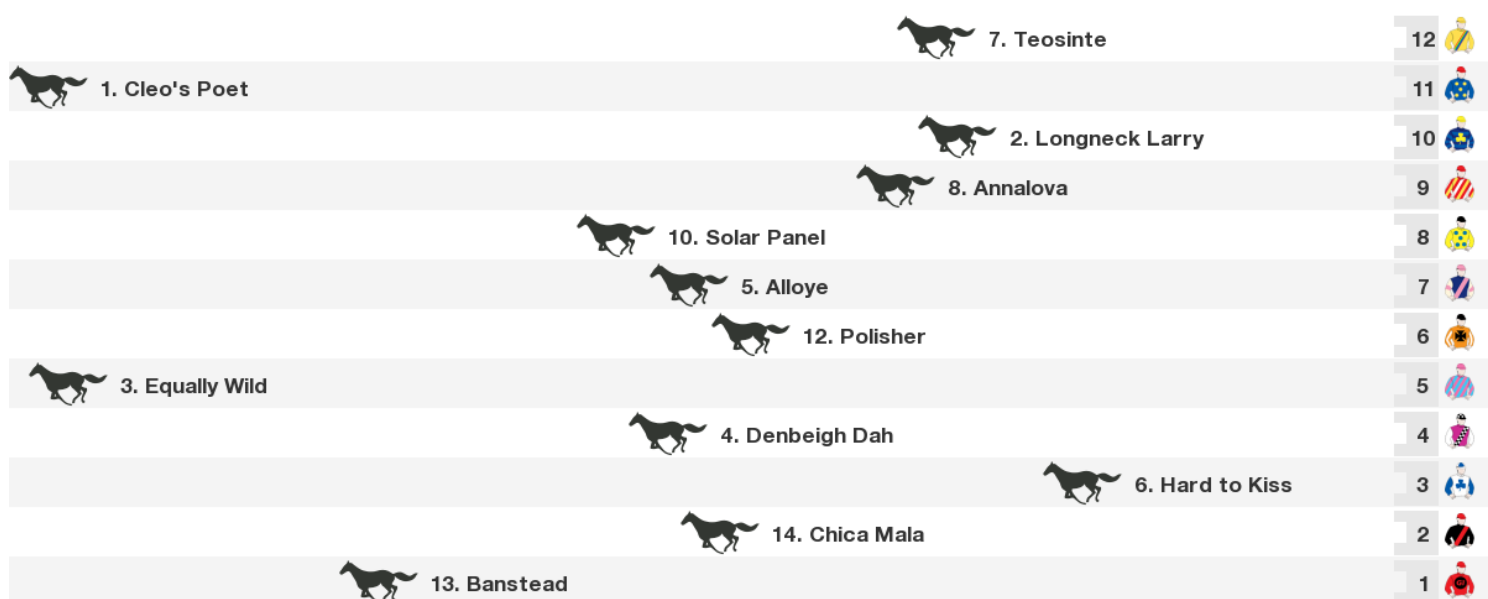 7. Teosinte 12
1. Cleo's Poet 11
2. Longneck Larry 10
8. Annalova 9
10. Solar Panel 8
5. Alloye 7
12. Polisher 6
3. Equally Wild 5
4. Denbeigh Dah 4
6. Hard to Kiss 3
14. Chica Mala 2
13. Banstead 1